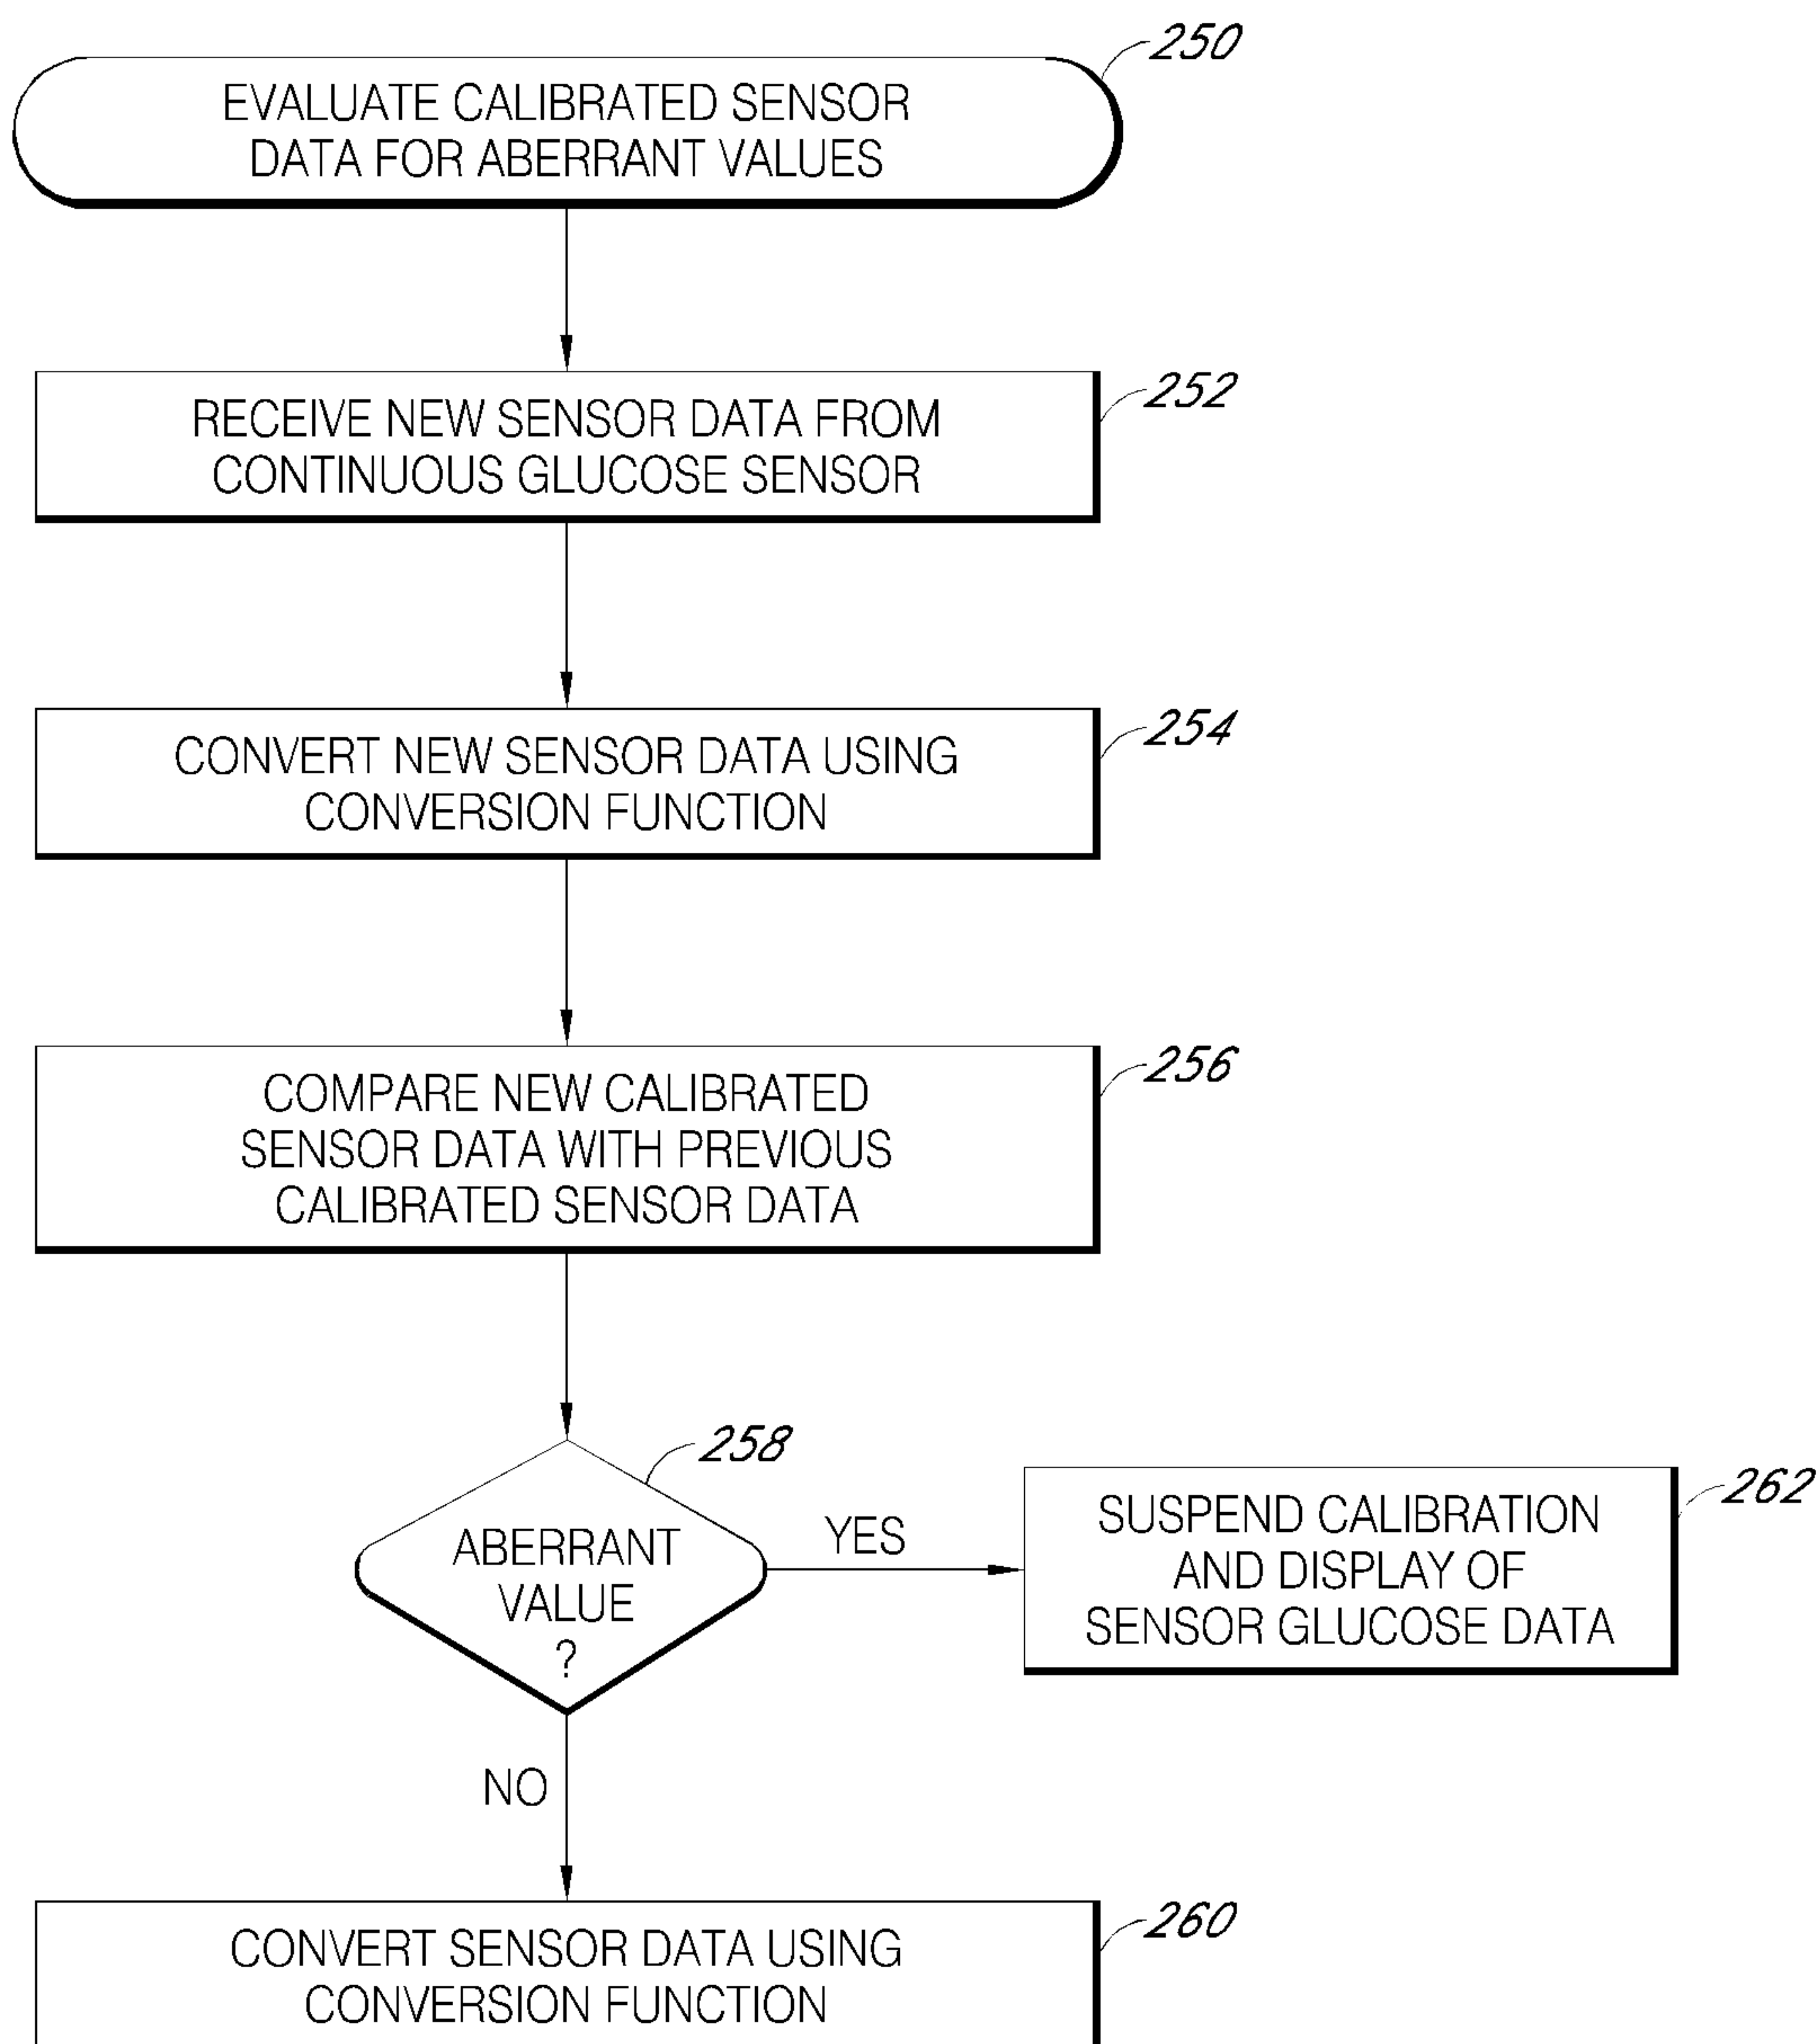 250
EVALUATE CALIBRATED SENSOR
DATA FOR ABERRANT VALUES
252
RECEIVE NEW SENSOR DATA FROM
CONTINUOUS GLUCOSE SENSOR
254
CONVERT NEW SENSOR DATA USING
CONVERSION FUNCTION
256
COMPARE NEW CALIBRATED
SENSOR DATA WITH PREVIOUS
CALIBRATED SENSOR DATA
258
ABERRANT
VALUE
?
YES
262
SUSPEND CALIBRATION
AND DISPLAY OF
SENSOR GLUCOSE DATA
NO
260
CONVERT SENSOR DATA USING
CONVERSION FUNCTION